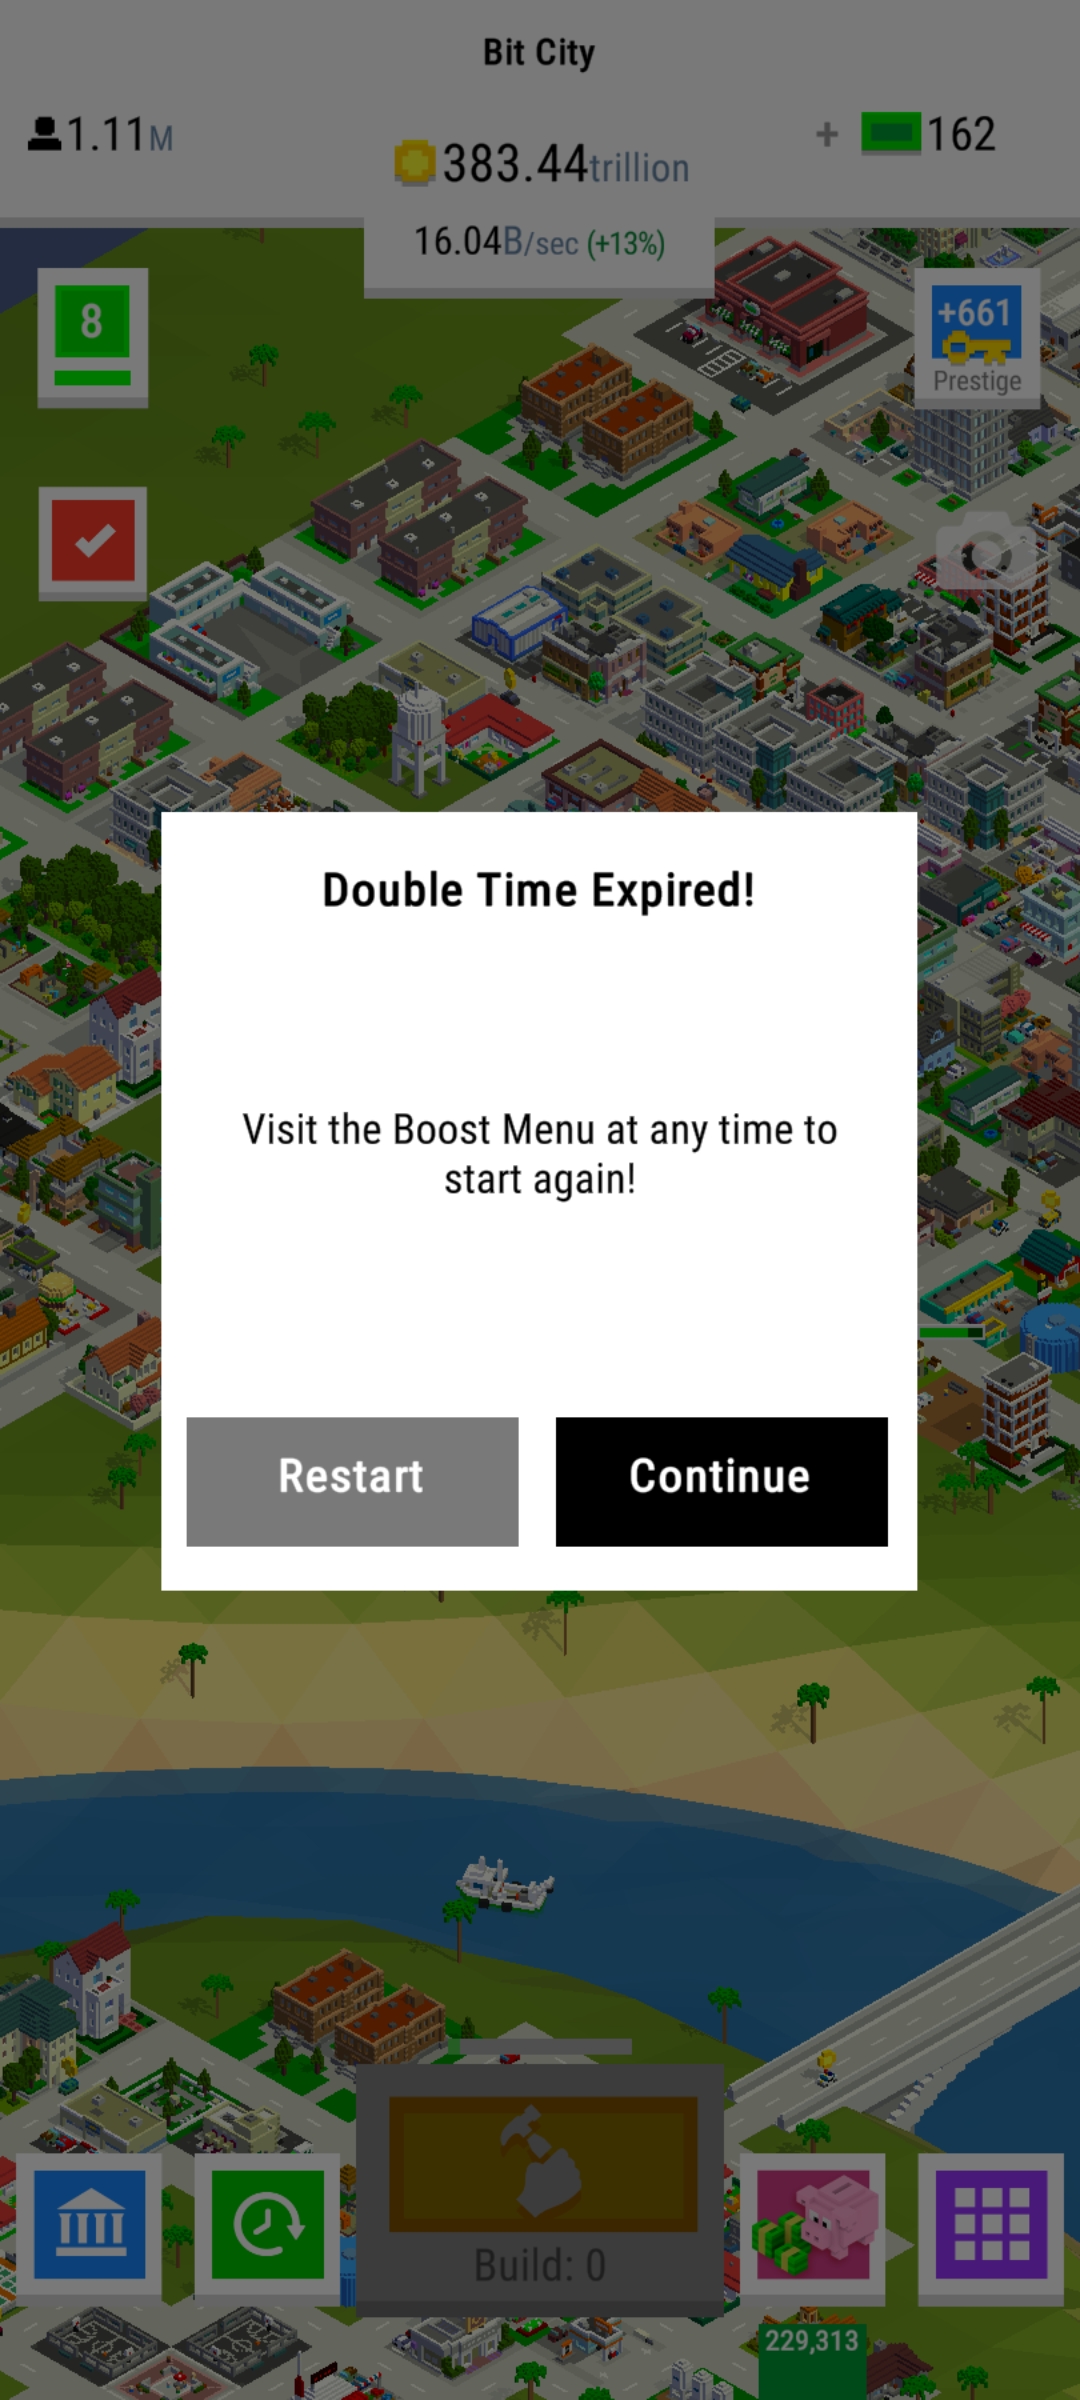 Bit City
1.11M
383.44trillion
+ 162
16.04B/sec (+13%)
8
+661
Prestige
Double Time Expired!
Visit the Boost Menu at any time to
start again!
Restart
Continue
Build: 0
229,313